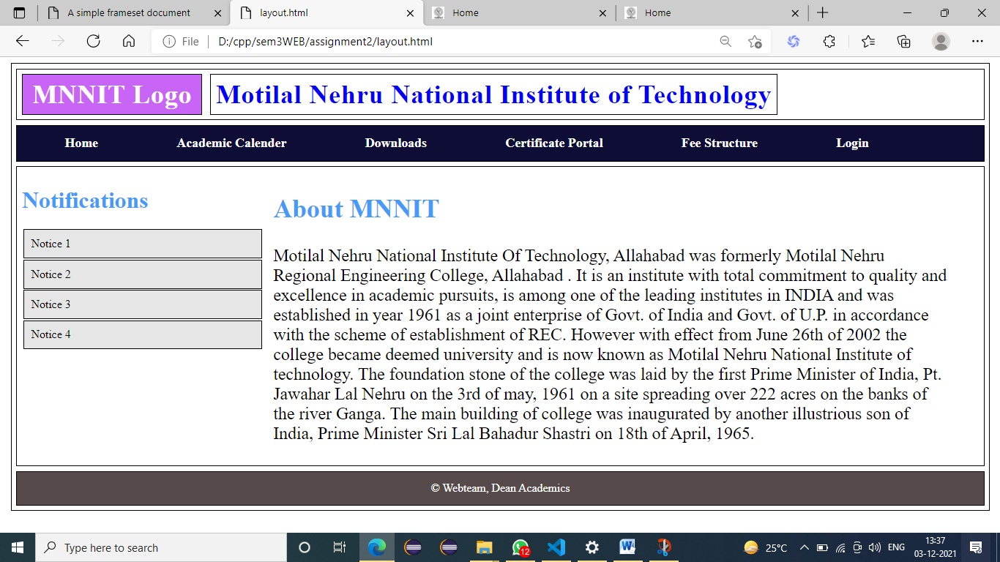 A simple frameset document
layout.html
Home
Home
File
D:/cpp/sem3WEB/assignment2/layout.html
MNNIT Logo
Motilal Nehru National Institute of Technology
Home Academic Calender Downloads Certificate Portal Fee Structure Login
Notifications
Notice 1
Notice 2
Notice 3
Notice 4
About MNNIT
Motilal Nehru National Institute Of Technology, Allahabad was formerly Motilal Nehru
Regional Engineering College, Allahabad . It is an institute with total commitment to quality and
excellence in academic pursuits, is among one of the leading institutes in INDIA and was
established in year 1961 as a joint enterprise of Govt. of India and Govt. of U.P. in accordance
with the scheme of establishment of REC. However with effect from June 26th of 2002 the
college became deemed university and is now known as Motilal Nehru National Institute of
technology. The foundation stone of the college was laid by the first Prime Minister of India, Pt.
Jawahar Lal Nehru on the 3rd of may, 1961 on a site spreading over 222 acres on the banks of
the river Ganga. The main building of college was inaugurated by another illustrious son of
India, Prime Minister Sri Lal Bahadur Shastri on 18th of April, 1965.
© Webteam, Dean Academics
Type here to search
12
25°C
ENG
13:37
03-12-2021